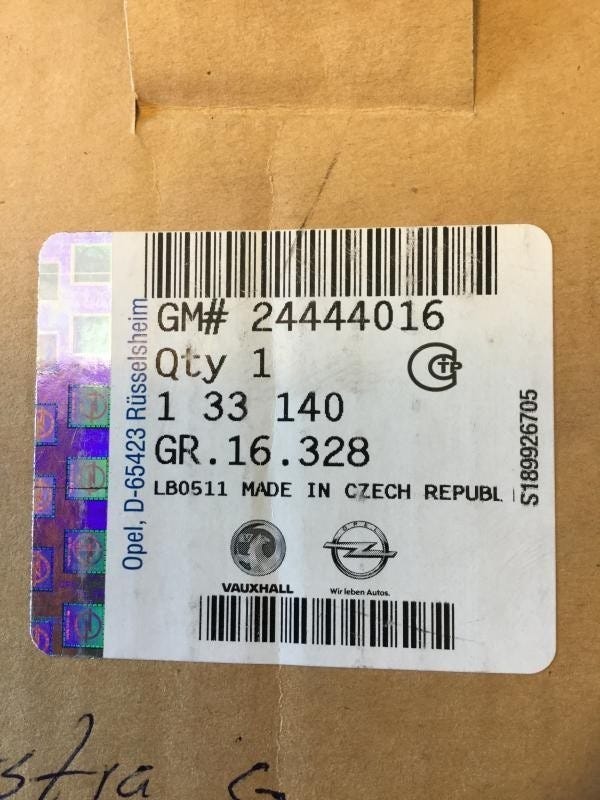 GM# 24444016
Qty 1
1 33 140
GR.16.328
LB0511 MADE IN CZECH REPUBL
Opel, D-65423 Rüsselsheim
S189926705
VAUXHALL
OPEL
Wir leben Autos.
G